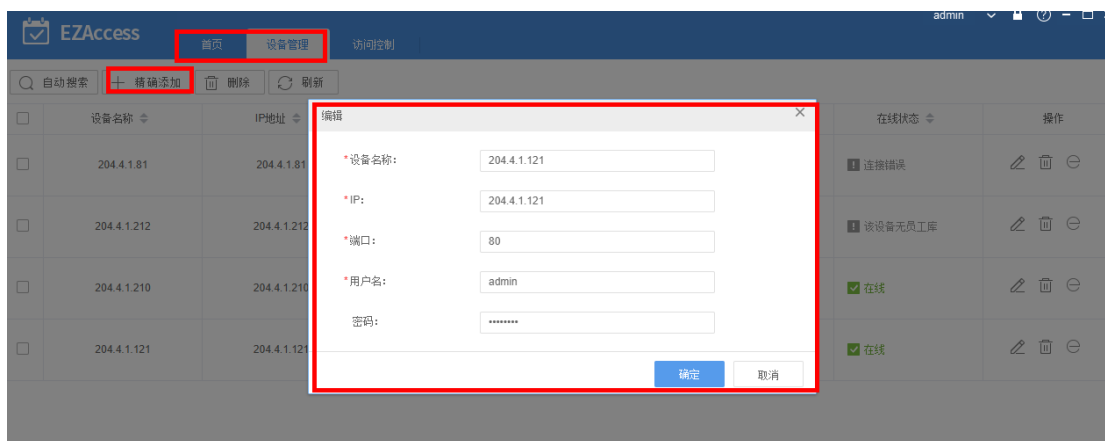 EZAccess
admin
首页 设备管理 访问控制
自动搜索 精确添加 删除 刷新
设备名称 IP地址 在线状态 操作
204.4.1.81 204.4.1.81 连接错误
204.4.1.212 204.4.1.212 该设备无员工库
204.4.1.210 204.4.1.210 在线
204.4.1.121 204.4.1.121 在线
编辑
*设备名称: 204.4.1.121
*IP: 204.4.1.121
*端口: 80
*用户名: admin
密码: ••••••••
确定 取消